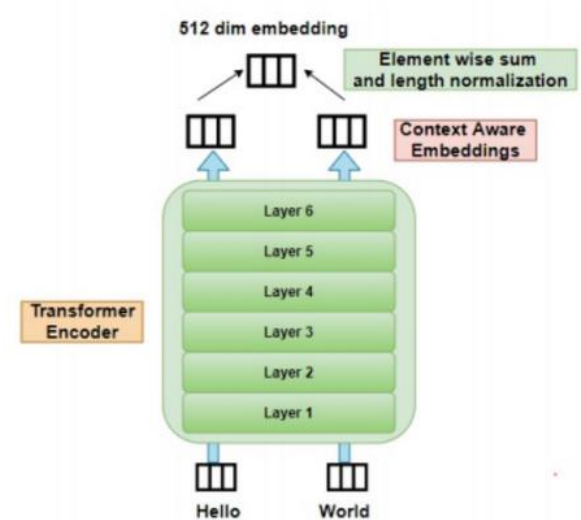 512 dim embedding
Element wise sum
and length normalization
Context Aware
Embeddings
Layer 6
Layer 5
Layer 4
Transformer
Encoder
Layer 3
Layer 2
Layer 1
Hello World